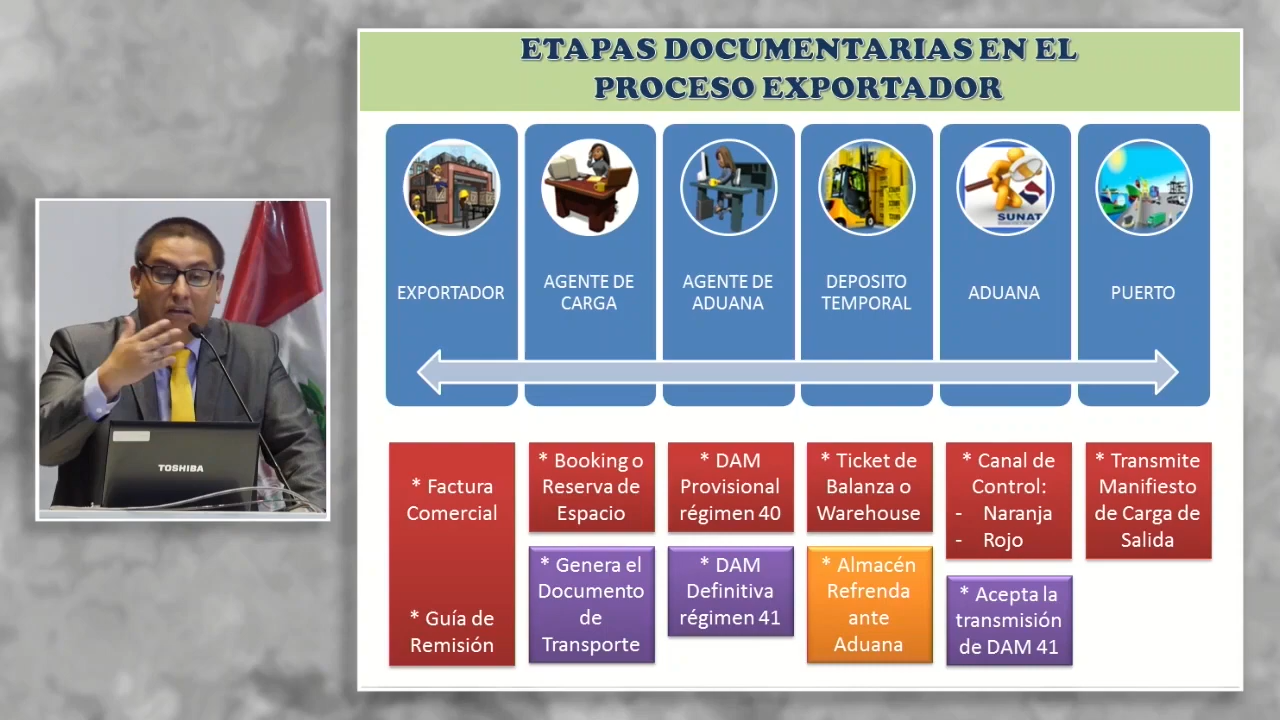 ETAPAS DOCUMENTARIAS EN EL
PROCESO EXPORTADOR
EXPORTADOR
AGENTE DE
CARGA
AGENTE DE
ADUANA
DEPOSITO
TEMPORAL
SUNAT
ADUANA
PUERTO
* Factura
Comercial
* Guía de
Remisión
* Booking o
Reserva de
Espacio
* Genera el
Documento
de
Transporte
* DAM
Provisional
régimen 40
* DAM
Definitiva
régimen 41
* Ticket de
Balanza o
Warehouse
* Almacén
Refrenda
ante
Aduana
* Canal de
Control:
- Naranja
- Rojo
* Acepta la
transmisión
de DAM 41
* Transmite
Manifiesto
de Carga de
Salida
TOSHIBA